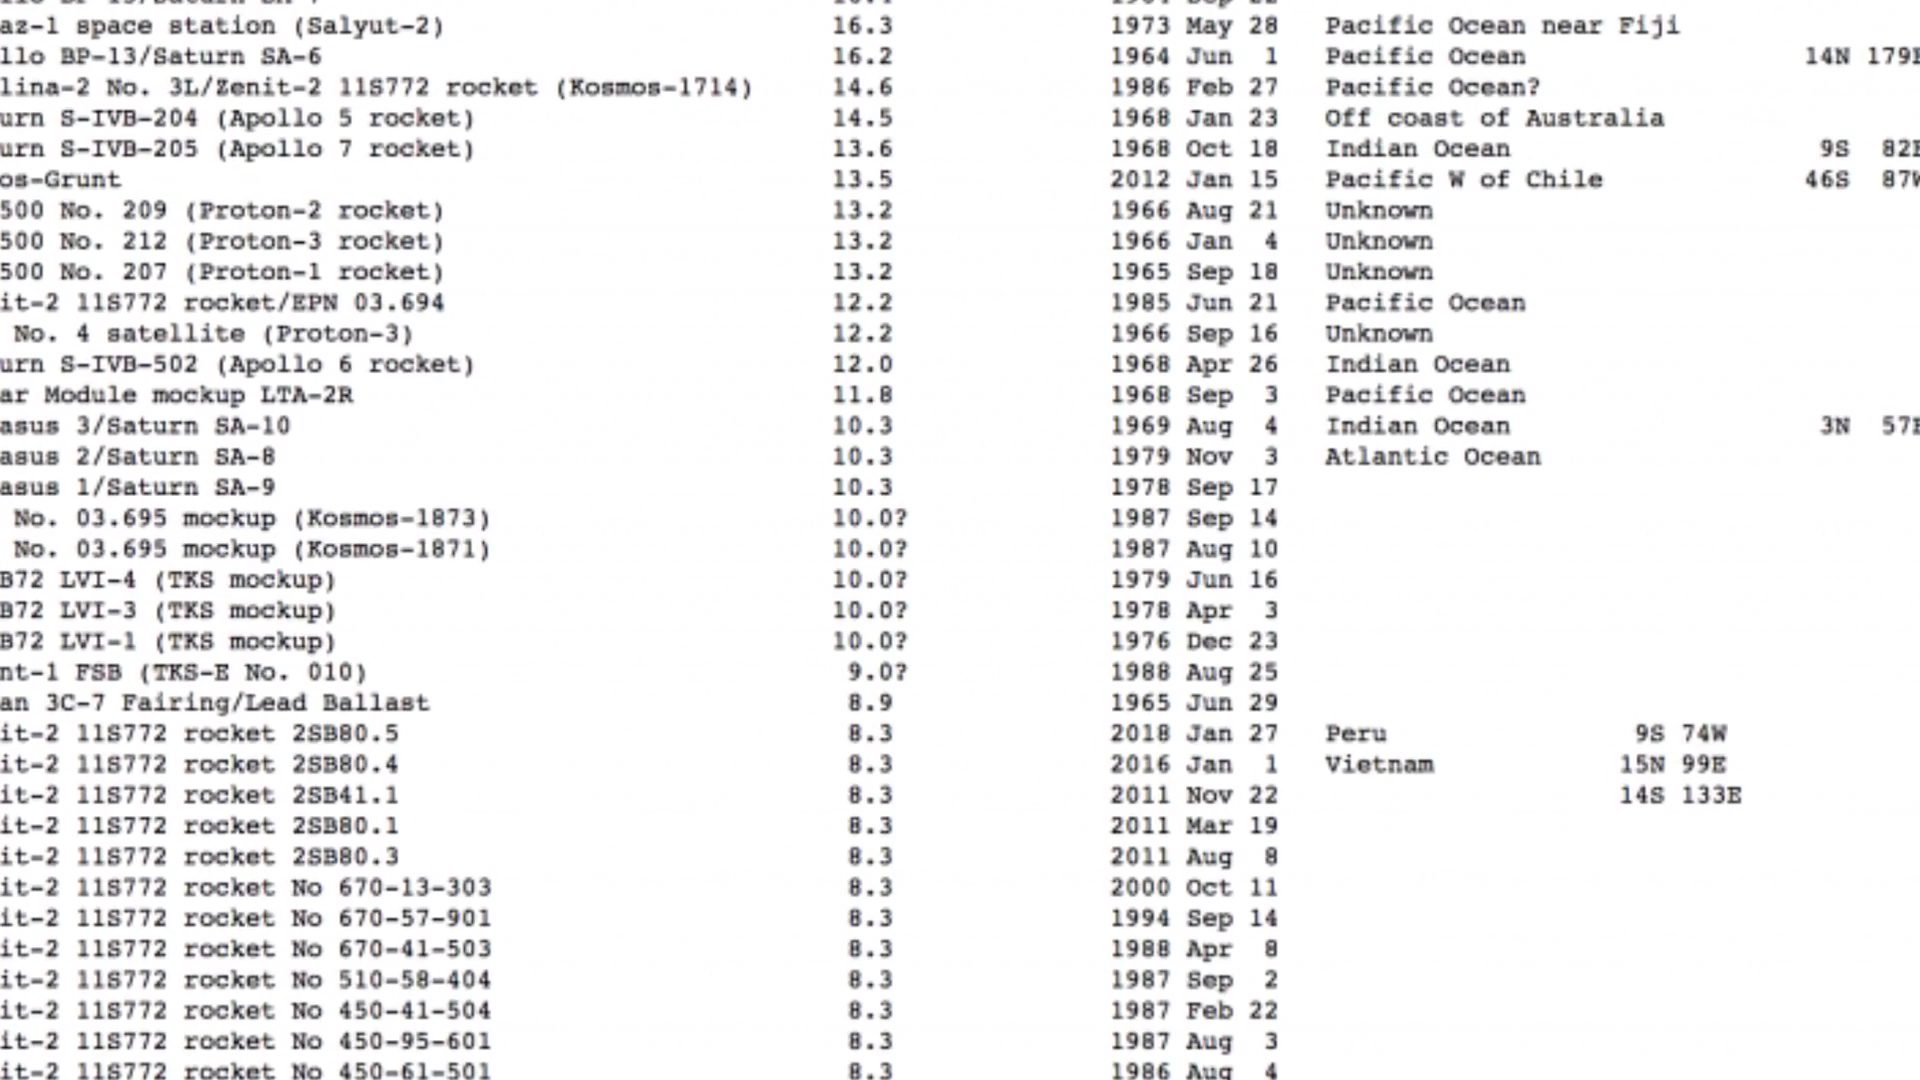 az-1 space station (Salyut-2) 16.3 1973 May 28 Pacific Ocean near Fiji
llo BP-13/Saturn SA-6 16.2 1964 Jun 1 Pacific Ocean 14N 179E
lina-2 No. 3L/Zenit-2 11S772 rocket (Kosmos-1714) 14.6 1986 Feb 27 Pacific Ocean?
urn S-IVB-204 (Apollo 5 rocket) 14.5 1968 Jan 23 Off coast of Australia
urn S-IVB-205 (Apollo 7 rocket) 13.6 1968 Oct 18 Indian Ocean 9S 82E
os-Grunt 13.5 2012 Jan 15 Pacific W of Chile 46S 87W
500 No. 209 (Proton-2 rocket) 13.2 1966 Aug 21 Unknown
500 No. 212 (Proton-3 rocket) 13.2 1966 Jan 4 Unknown
500 No. 207 (Proton-1 rocket) 13.2 1965 Sep 18 Unknown
it-2 11S772 rocket/EPN 03.694 12.2 1985 Jun 21 Pacific Ocean
No. 4 satellite (Proton-3) 12.2 1966 Sep 16 Unknown
urn S-IVB-502 (Apollo 6 rocket) 12.0 1968 Apr 26 Indian Ocean
ar Module mockup LTA-2R 11.8 1968 Sep 3 Pacific Ocean
asus 3/Saturn SA-10 10.3 1969 Aug 4 Indian Ocean 3N 57E
asus 2/Saturn SA-8 10.3 1979 Nov 3 Atlantic Ocean
asus 1/Saturn SA-9 10.3 1978 Sep 17
No. 03.695 mockup (Kosmos-1873) 10.0? 1987 Sep 14
No. 03.695 mockup (Kosmos-1871) 10.0? 1987 Aug 10
B72 LVI-4 (TKS mockup) 10.0? 1979 Jun 16
B72 LVI-3 (TKS mockup) 10.0? 1978 Apr 3
B72 LVI-1 (TKS mockup) 10.0? 1976 Dec 23
nt-1 FSB (TKS-E No. 010) 9.0? 1988 Aug 25
an 3C-7 Fairing/Lead Ballast 8.9 1965 Jun 29
it-2 11S772 rocket 2SB80.5 8.3 2018 Jan 27 Peru 9S 74W
it-2 11S772 rocket 2SB80.4 8.3 2016 Jan 1 Vietnam 15N 99E
it-2 11S772 rocket 2SB41.1 8.3 2011 Nov 22 14S 133E
it-2 11S772 rocket 2SB80.1 8.3 2011 Mar 19
it-2 11S772 rocket 2SB80.3 8.3 2011 Aug 8
it-2 11S772 rocket No 670-13-303 8.3 2000 Oct 11
it-2 11S772 rocket No 670-57-901 8.3 1994 Sep 14
it-2 11S772 rocket No 670-41-503 8.3 1988 Apr 8
it-2 11S772 rocket No 510-58-404 8.3 1987 Sep 2
it-2 11S772 rocket No 450-41-504 8.3 1987 Feb 22
it-2 11S772 rocket No 450-95-601 8.3 1987 Aug 3
it-2 11S772 rocket No 450-61-501 8.3 1986 Aug 4